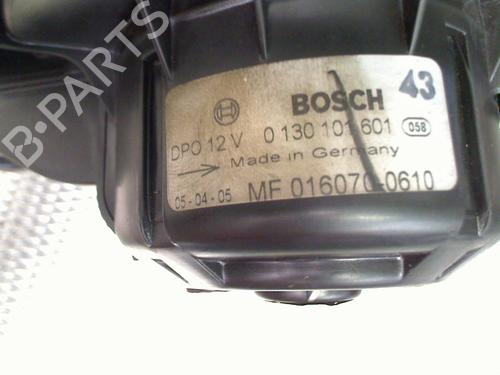 B-PARTS
BOSCH 43
DPO 12 V 0 130 101 601 058
Made in Germany
05-04-05 MF 016070-0610